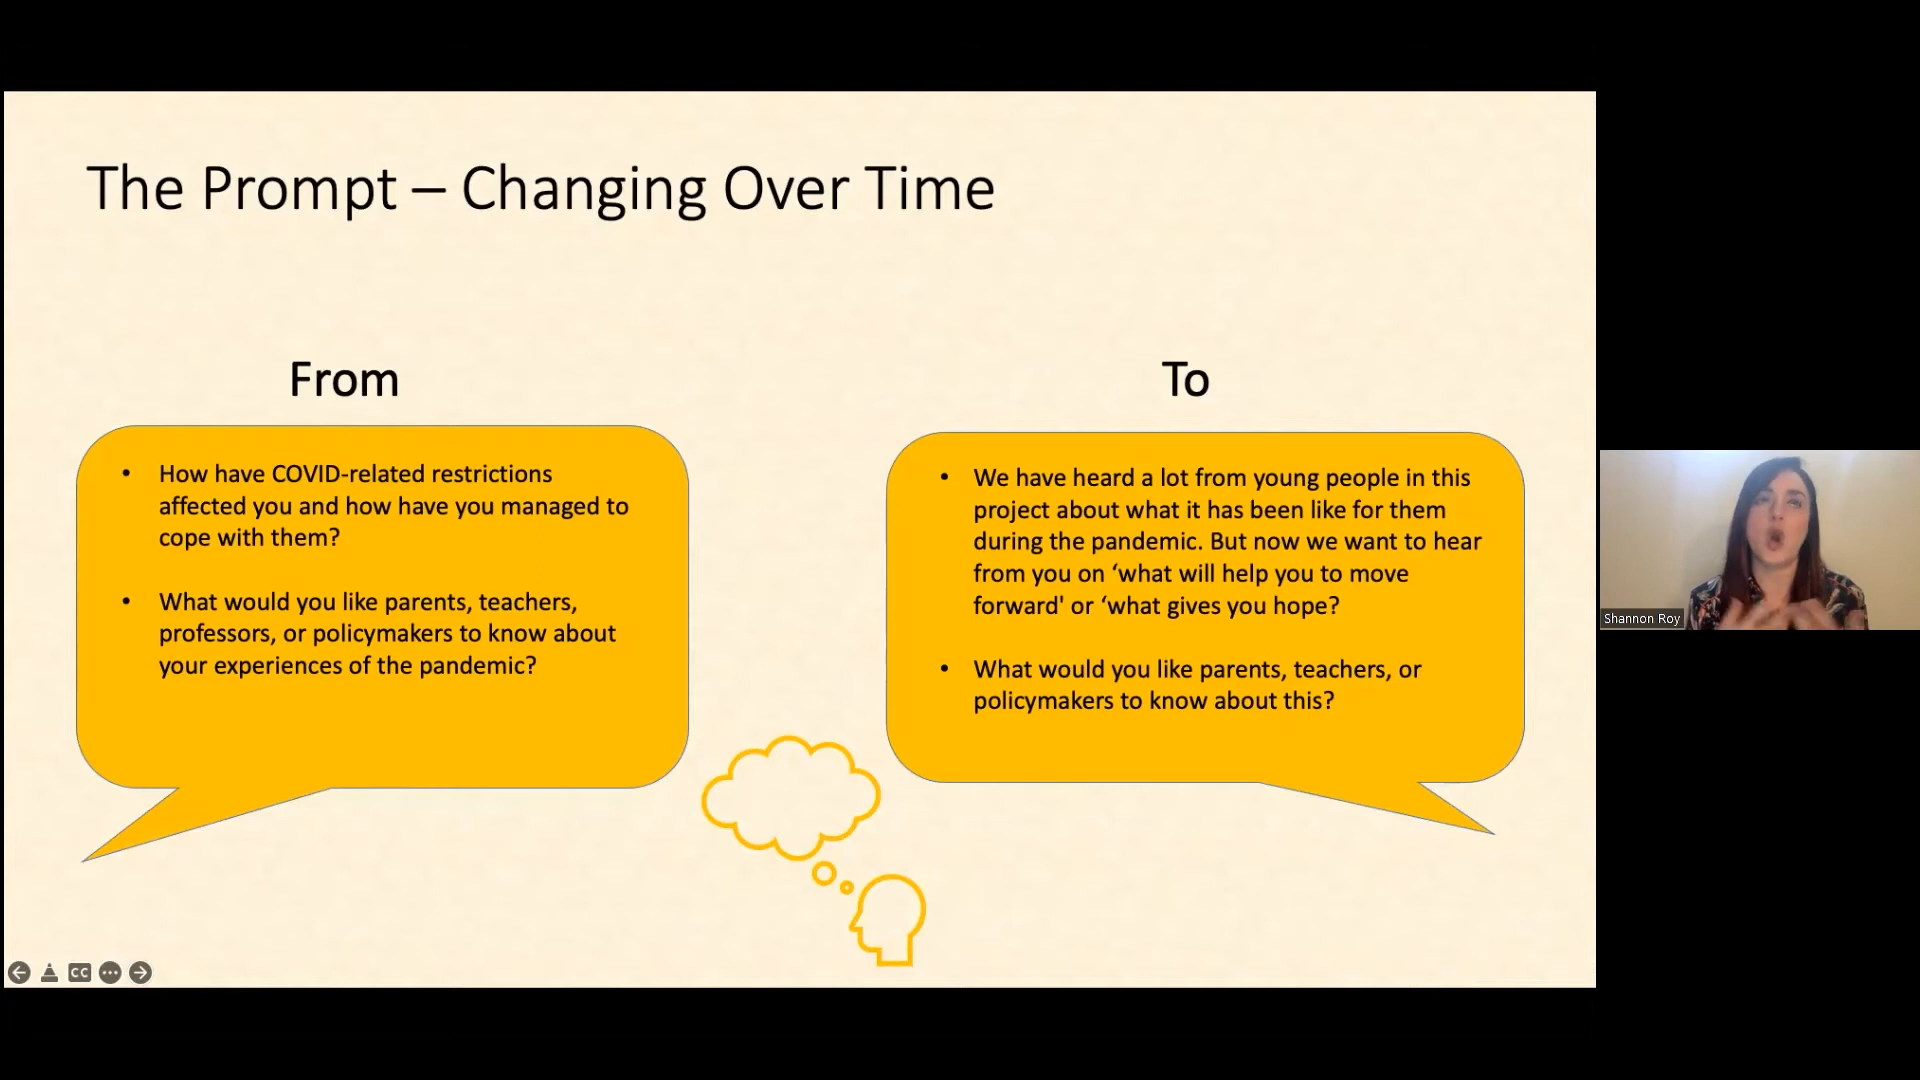 The Prompt – Changing Over Time
From
• How have COVID-related restrictions
affected you and how have you managed to
cope with them?
• What would you like parents, teachers,
professors, or policymakers to know about
your experiences of the pandemic?
To
• We have heard a lot from young people in this
project about what it has been like for them
during the pandemic. But now we want to hear
from you on ‘what will help you to move
forward' or ‘what gives you hope?
• What would you like parents, teachers, or
policymakers to know about this?
Shannon Roy
CC